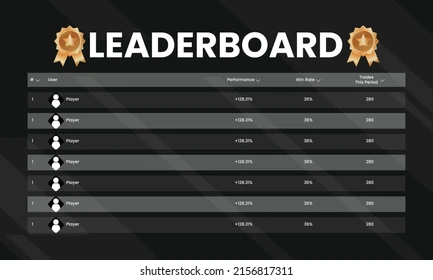 LEADERBOARD
# User Performance Win Rate Trades This Period
1 Player +128.31% 36% 280
1 Player +128.31% 36% 280
1 Player +128.31% 36% 280
1 Player +128.31% 36% 280
1 Player +128.31% 36% 280
1 Player +128.31% 36% 280
1 Player +128.31% 36% 280
shutterstock®
IMAGE ID: 2156817311
www.shutterstock.com